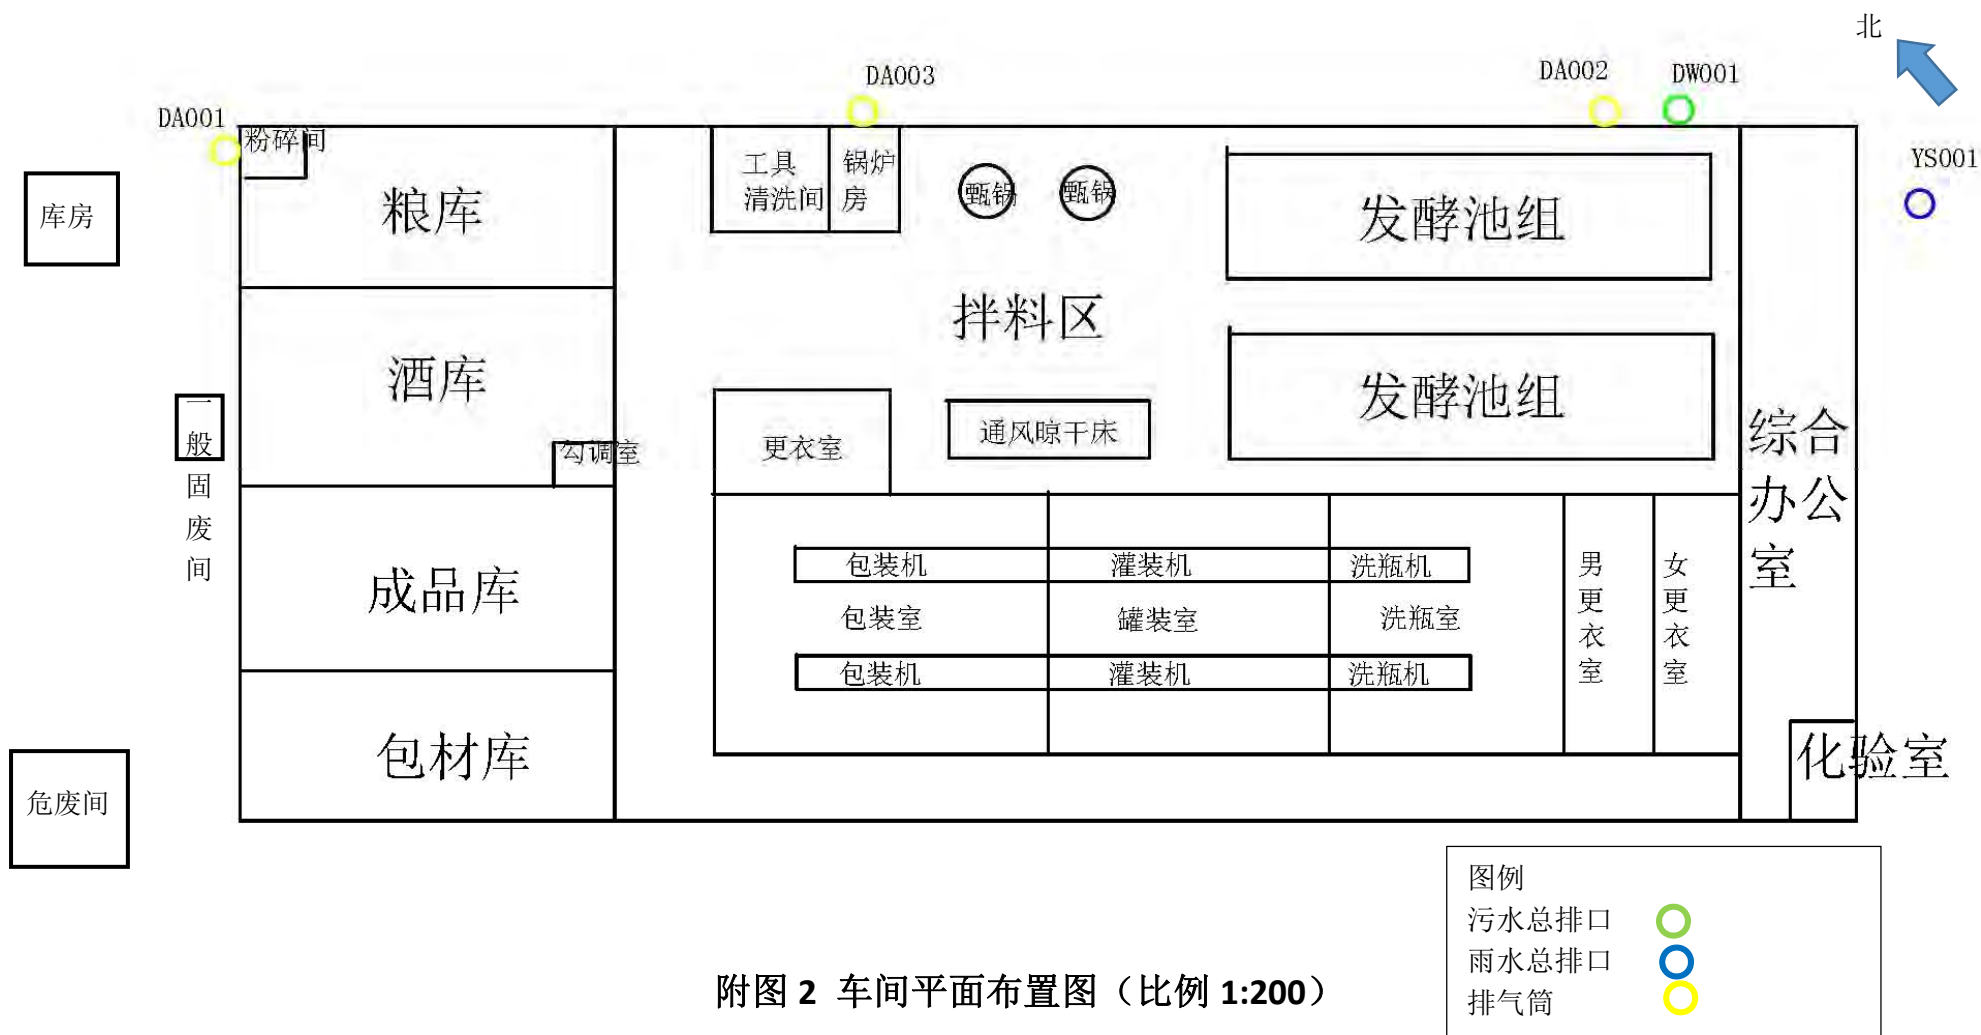 北
DA003
DA002
DW001
DA001
YS001
粉碎间
库房
粮库
工具
清洗间
锅炉
房
甄锅
甄锅
发酵池组
拌料区
酒库
勾调室
更衣室
通风晾干床
发酵池组
一
般
固
废
间
综合
办公
室
成品库
包装机
灌装机
洗瓶机
包装室
罐装室
洗瓶室
包装机
灌装机
洗瓶机
男
更
衣
室
女
更
衣
室
包材库
化验室
危废间
图例
污水总排口
雨水总排口
排气筒
附图 2 车间平面布置图（比例 1:200）